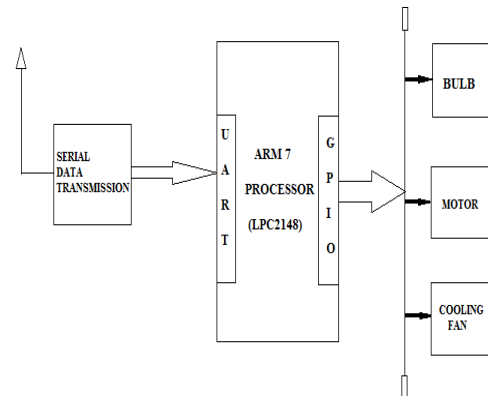 SERIAL
DATA
TRANSMISSION
U
A
R
T
ARM 7
PROCESSOR
(LPC2148)
G
P
I
O
BULB
MOTOR
COOLING
FAN